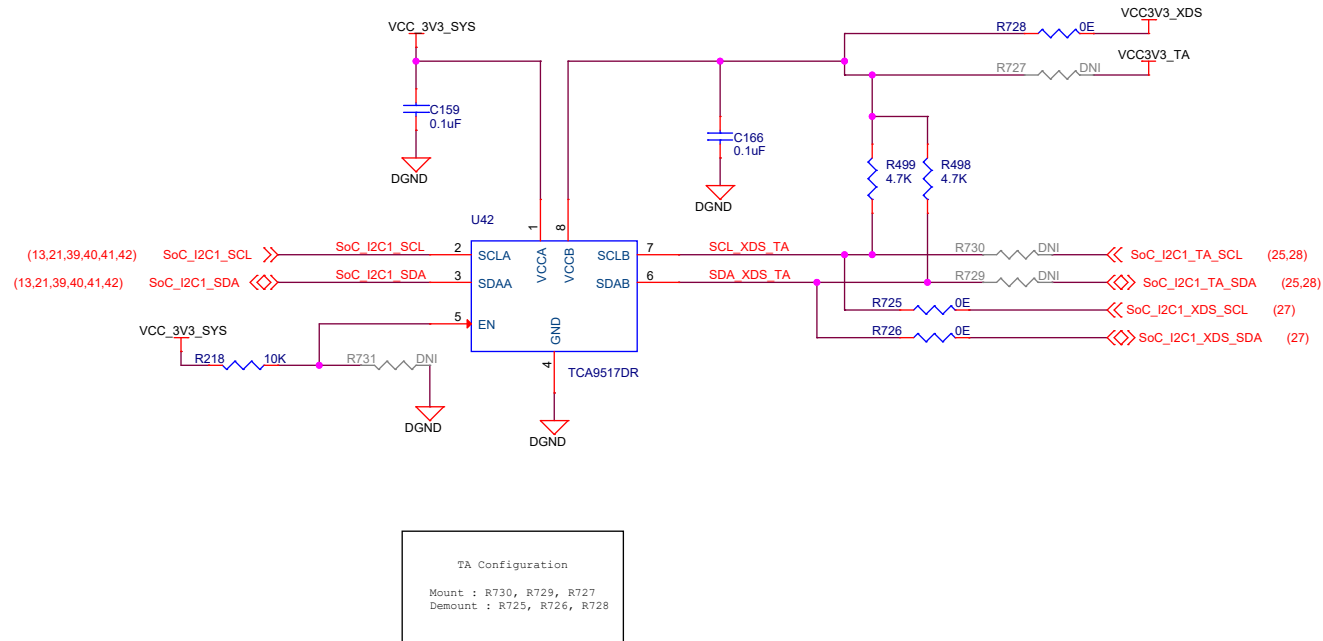 VCC_3V3_SYS
VCC3V3_XDS
R728 0E
VCC3V3_TA
R727 DNI
C159
0.1uF
DGND
C166
0.1uF
DGND
R499
4.7K
R498
4.7K
U42
1
8
VCCA
VCCB
(13,21,39,40,41,42) SoC_I2C1_SCL SoC_I2C1_SCL 2 SCLA SCLB 7 SCL_XDS_TA R730 DNI SoC_I2C1_TA_SCL (25,28)
(13,21,39,40,41,42) SoC_I2C1_SDA SoC_I2C1_SDA 3 SDAA SDAB 6 SDA_XDS_TA R729 DNI SoC_I2C1_TA_SDA (25,28)
R725 0E SoC_I2C1_XDS_SCL (27)
5 EN
GND
4
R726 0E SoC_I2C1_XDS_SDA (27)
VCC_3V3_SYS
R218 10K R731 DNI
TCA9517DR
DGND
DGND
TA Configuration
Mount : R730, R729, R727
Demount : R725, R726, R728